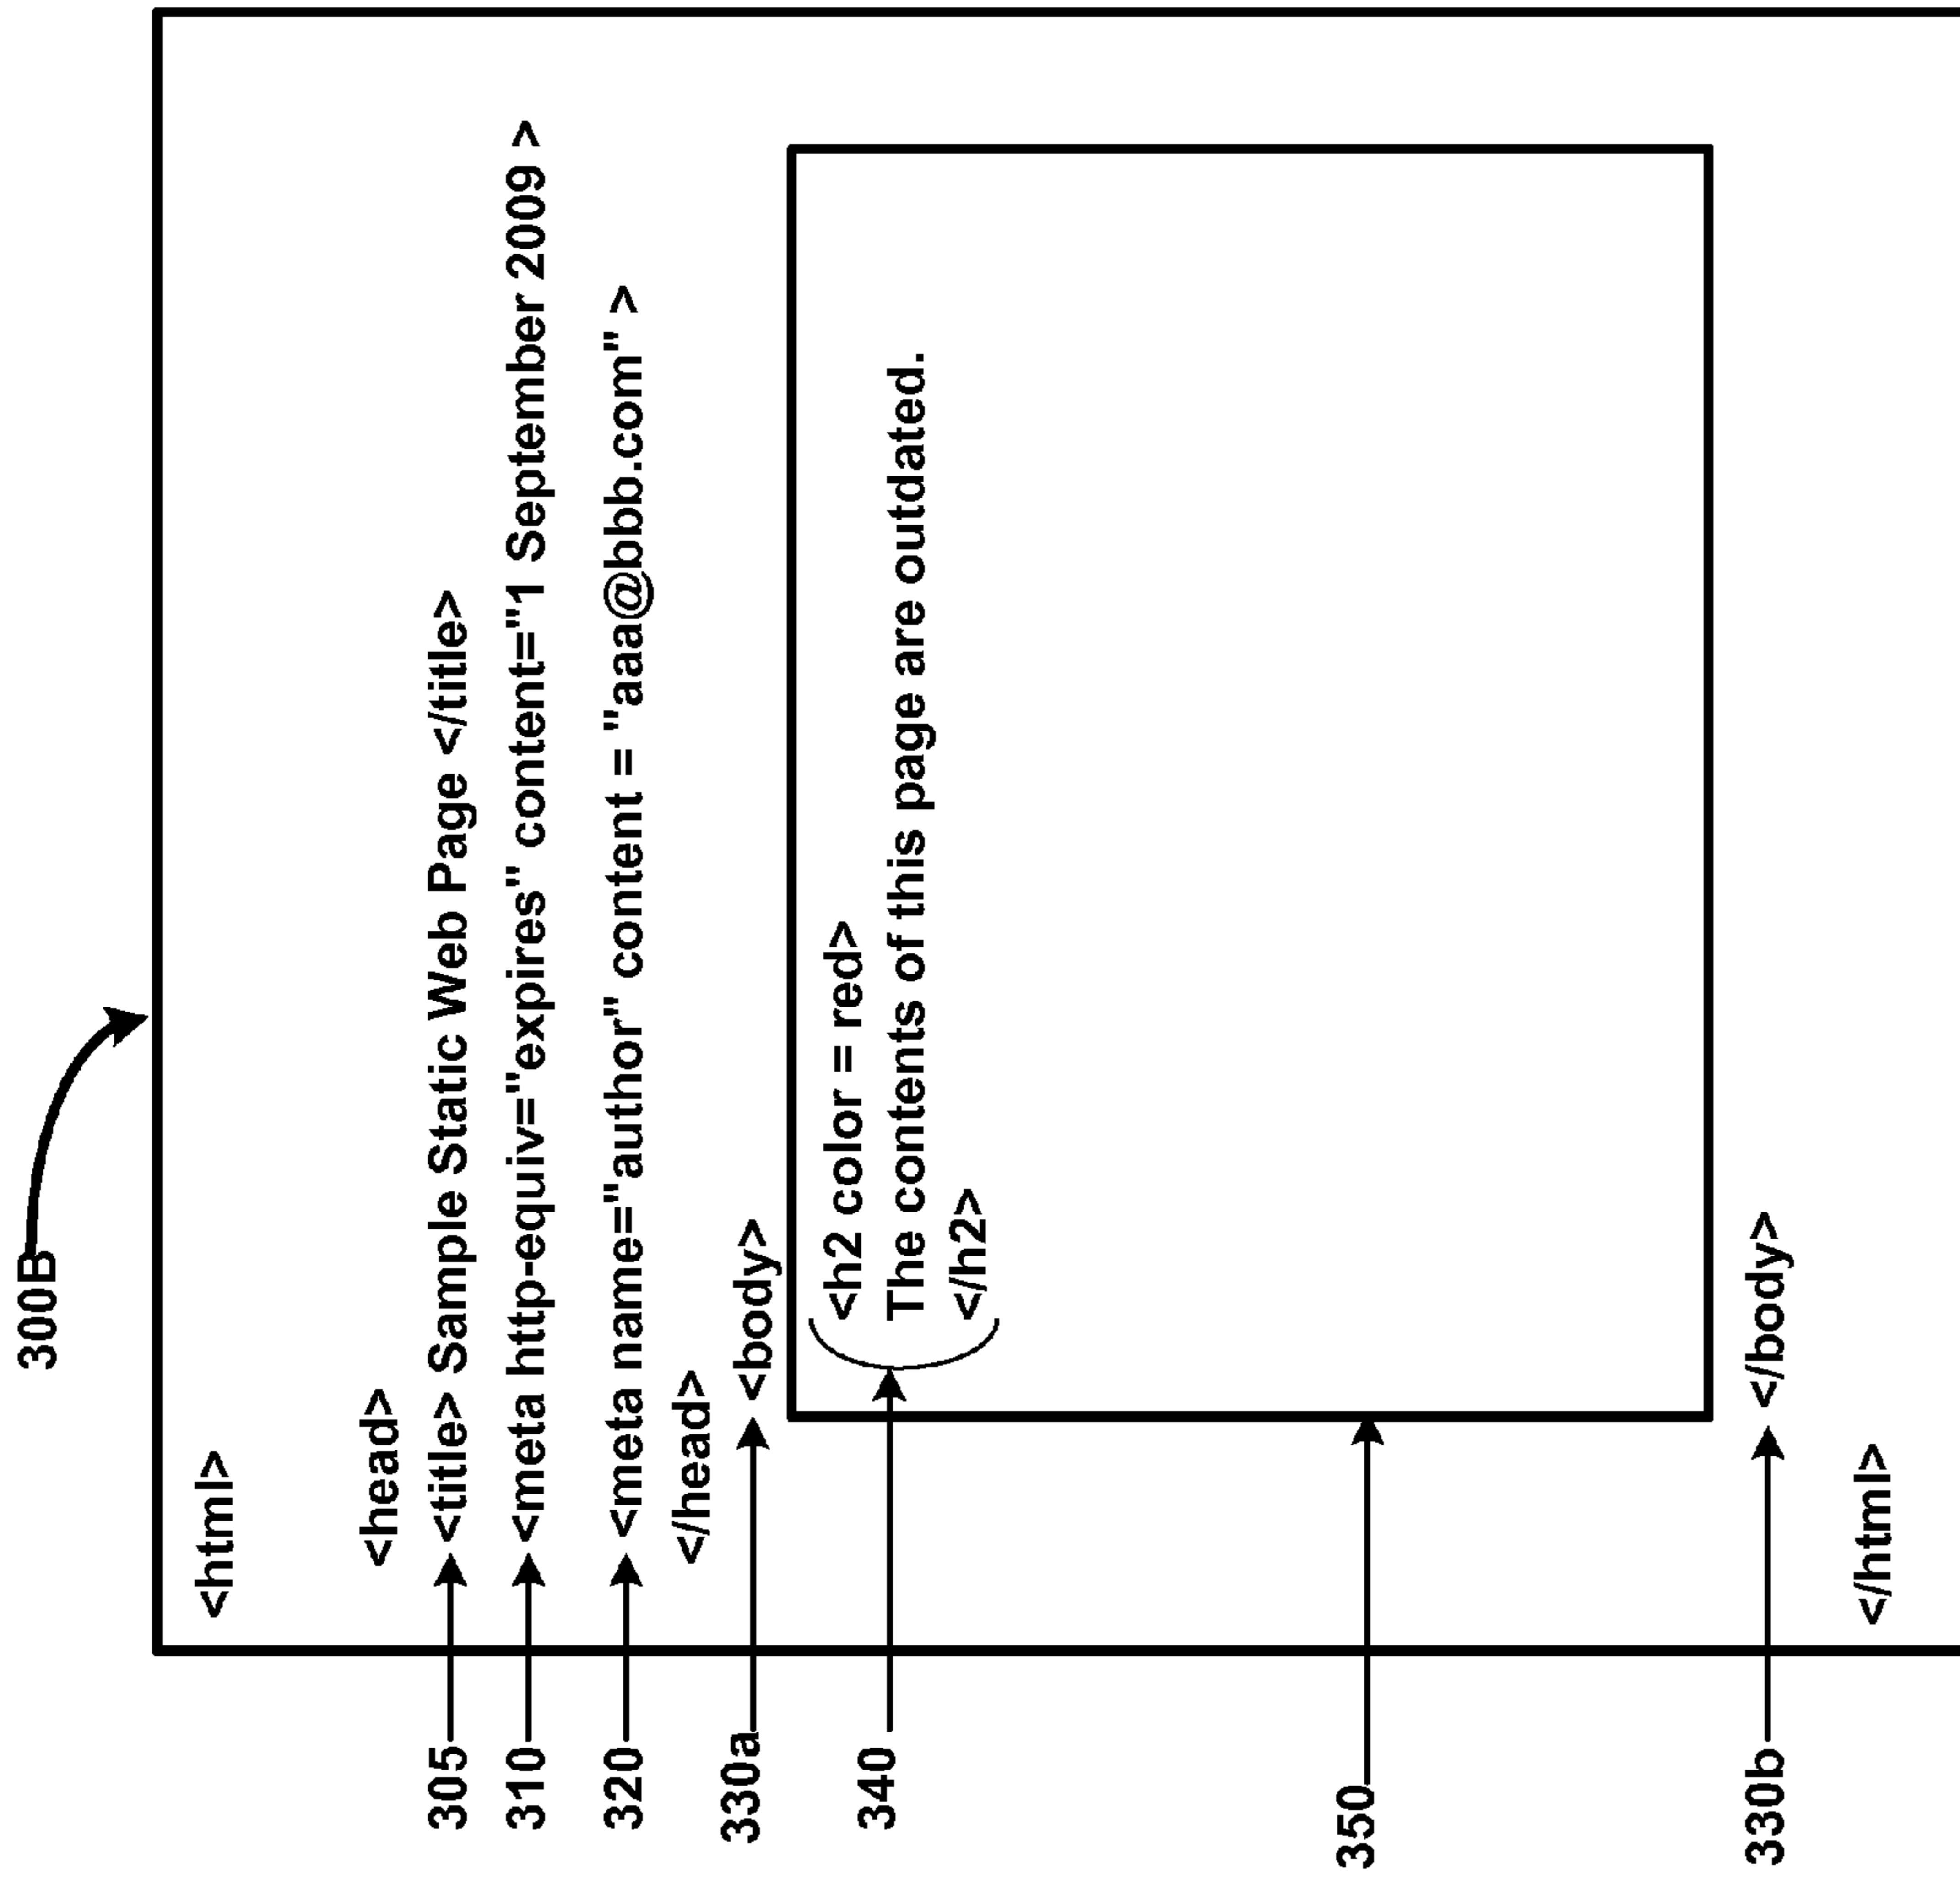 300B
<html>
<head>
305 <title> Sample Static Web Page </title>
310 <meta http-equiv="expires" content="1 September 2009 >
320 <meta name="author" content = "aaa@bbb.com" >
</head>
330a <body>
<h2 color = red>
340 The contents of this page are outdated.
</h2>
350
330b </body>
</html>